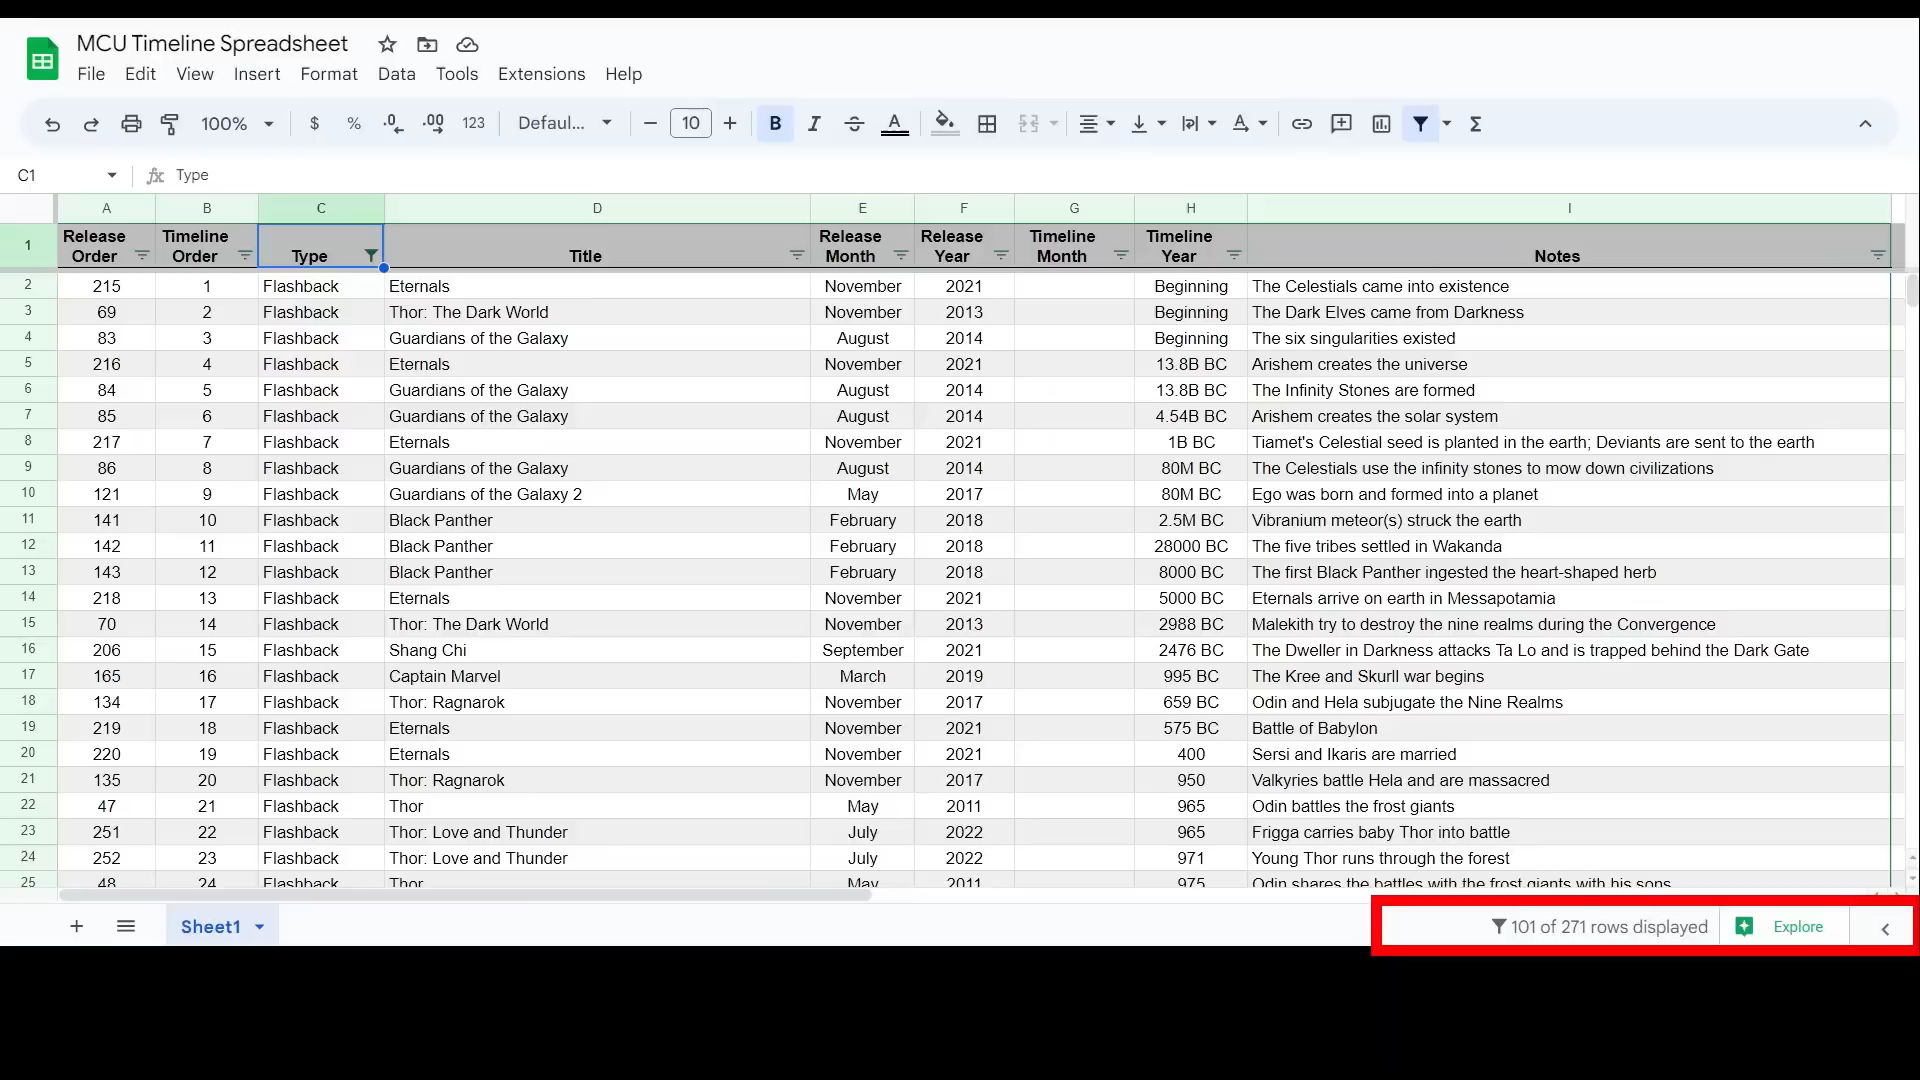 MCU Timeline Spreadsheet
File Edit View Insert Format Data Tools Extensions Help
100% $ % .0 .00 123 Defaul... 10 B I A
C1 fx Type
A B C D E F G H I
1 Release Order Timeline Order Type Title Release Month Release Year Timeline Month Timeline Year Notes
2 215 1 Flashback Eternals November 2021 Beginning The Celestials came into existence
3 69 2 Flashback Thor: The Dark World November 2013 Beginning The Dark Elves came from Darkness
4 83 3 Flashback Guardians of the Galaxy August 2014 Beginning The six singularities existed
5 216 4 Flashback Eternals November 2021 13.8B BC Arishem creates the universe
6 84 5 Flashback Guardians of the Galaxy August 2014 13.8B BC The Infinity Stones are formed
7 85 6 Flashback Guardians of the Galaxy August 2014 4.54B BC Arishem creates the solar system
8 217 7 Flashback Eternals November 2021 1B BC Tiamet's Celestial seed is planted in the earth; Deviants are sent to the earth
9 86 8 Flashback Guardians of the Galaxy August 2014 80M BC The Celestials use the infinity stones to mow down civilizations
10 121 9 Flashback Guardians of the Galaxy 2 May 2017 80M BC Ego was born and formed into a planet
11 141 10 Flashback Black Panther February 2018 2.5M BC Vibranium meteor(s) struck the earth
12 142 11 Flashback Black Panther February 2018 28000 BC The five tribes settled in Wakanda
13 143 12 Flashback Black Panther February 2018 8000 BC The first Black Panther ingested the heart-shaped herb
14 218 13 Flashback Eternals November 2021 5000 BC Eternals arrive on earth in Messapotamia
15 70 14 Flashback Thor: The Dark World November 2013 2988 BC Malekith try to destroy the nine realms during the Convergence
16 206 15 Flashback Shang Chi September 2021 2476 BC The Dweller in Darkness attacks Ta Lo and is trapped behind the Dark Gate
17 165 16 Flashback Captain Marvel March 2019 995 BC The Kree and Skurll war begins
18 134 17 Flashback Thor: Ragnarok November 2017 659 BC Odin and Hela subjugate the Nine Realms
19 219 18 Flashback Eternals November 2021 575 BC Battle of Babylon
20 220 19 Flashback Eternals November 2021 400 Sersi and Ikaris are married
21 135 20 Flashback Thor: Ragnarok November 2017 950 Valkyries battle Hela and are massacred
22 47 21 Flashback Thor May 2011 965 Odin battles the frost giants
23 251 22 Flashback Thor: Love and Thunder July 2022 965 Frigga carries baby Thor into battle
24 252 23 Flashback Thor: Love and Thunder July 2022 971 Young Thor runs through the forest
25 48 24 Flashback Thor May 2011 975 Odin shares the battles with the frost giants with his sons
Sheet1 101 of 271 rows displayed Explore